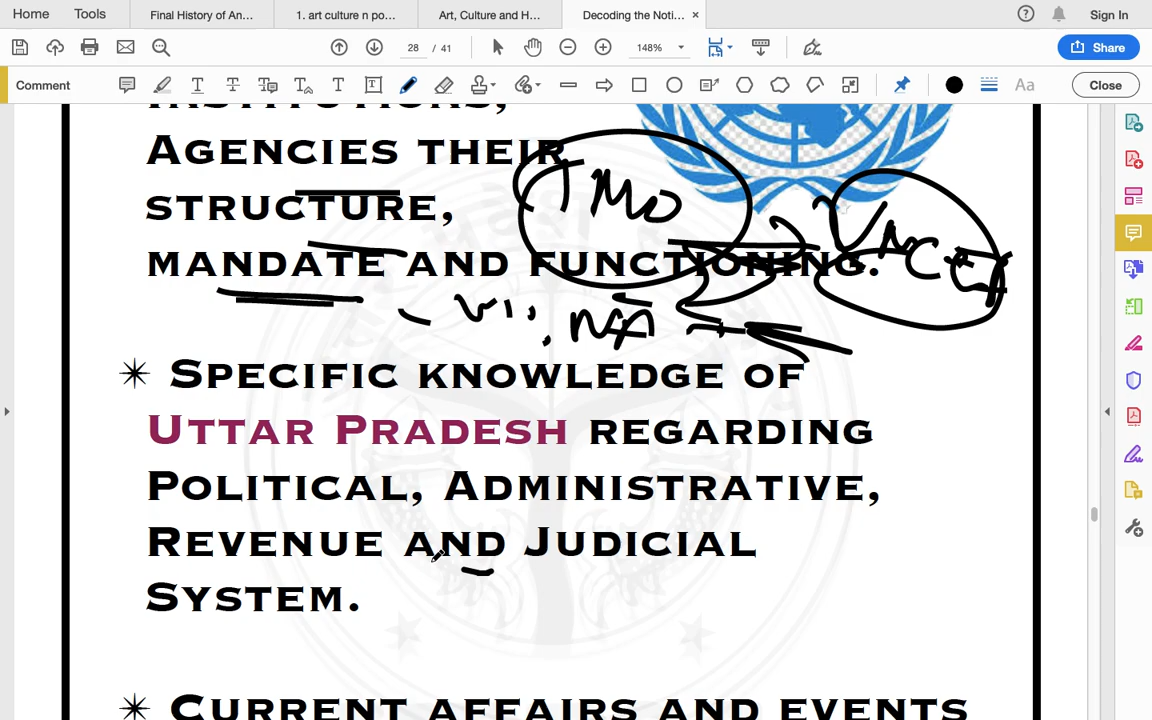 Home Tools Final History of An... 1. art culture n po... Art, Culture and H... Decoding the Noti... × Sign In
28 / 41 148% Share
Comment Aa Close
INSTITUTIONS,
AGENCIES THEIR
STRUCTURE,
MANDATE AND FUNCTIONING.
SPECIFIC KNOWLEDGE OF
UTTAR PRADESH REGARDING
POLITICAL, ADMINISTRATIVE,
REVENUE AND JUDICIAL
SYSTEM.
CURRENT AFFAIRS AND EVENTS